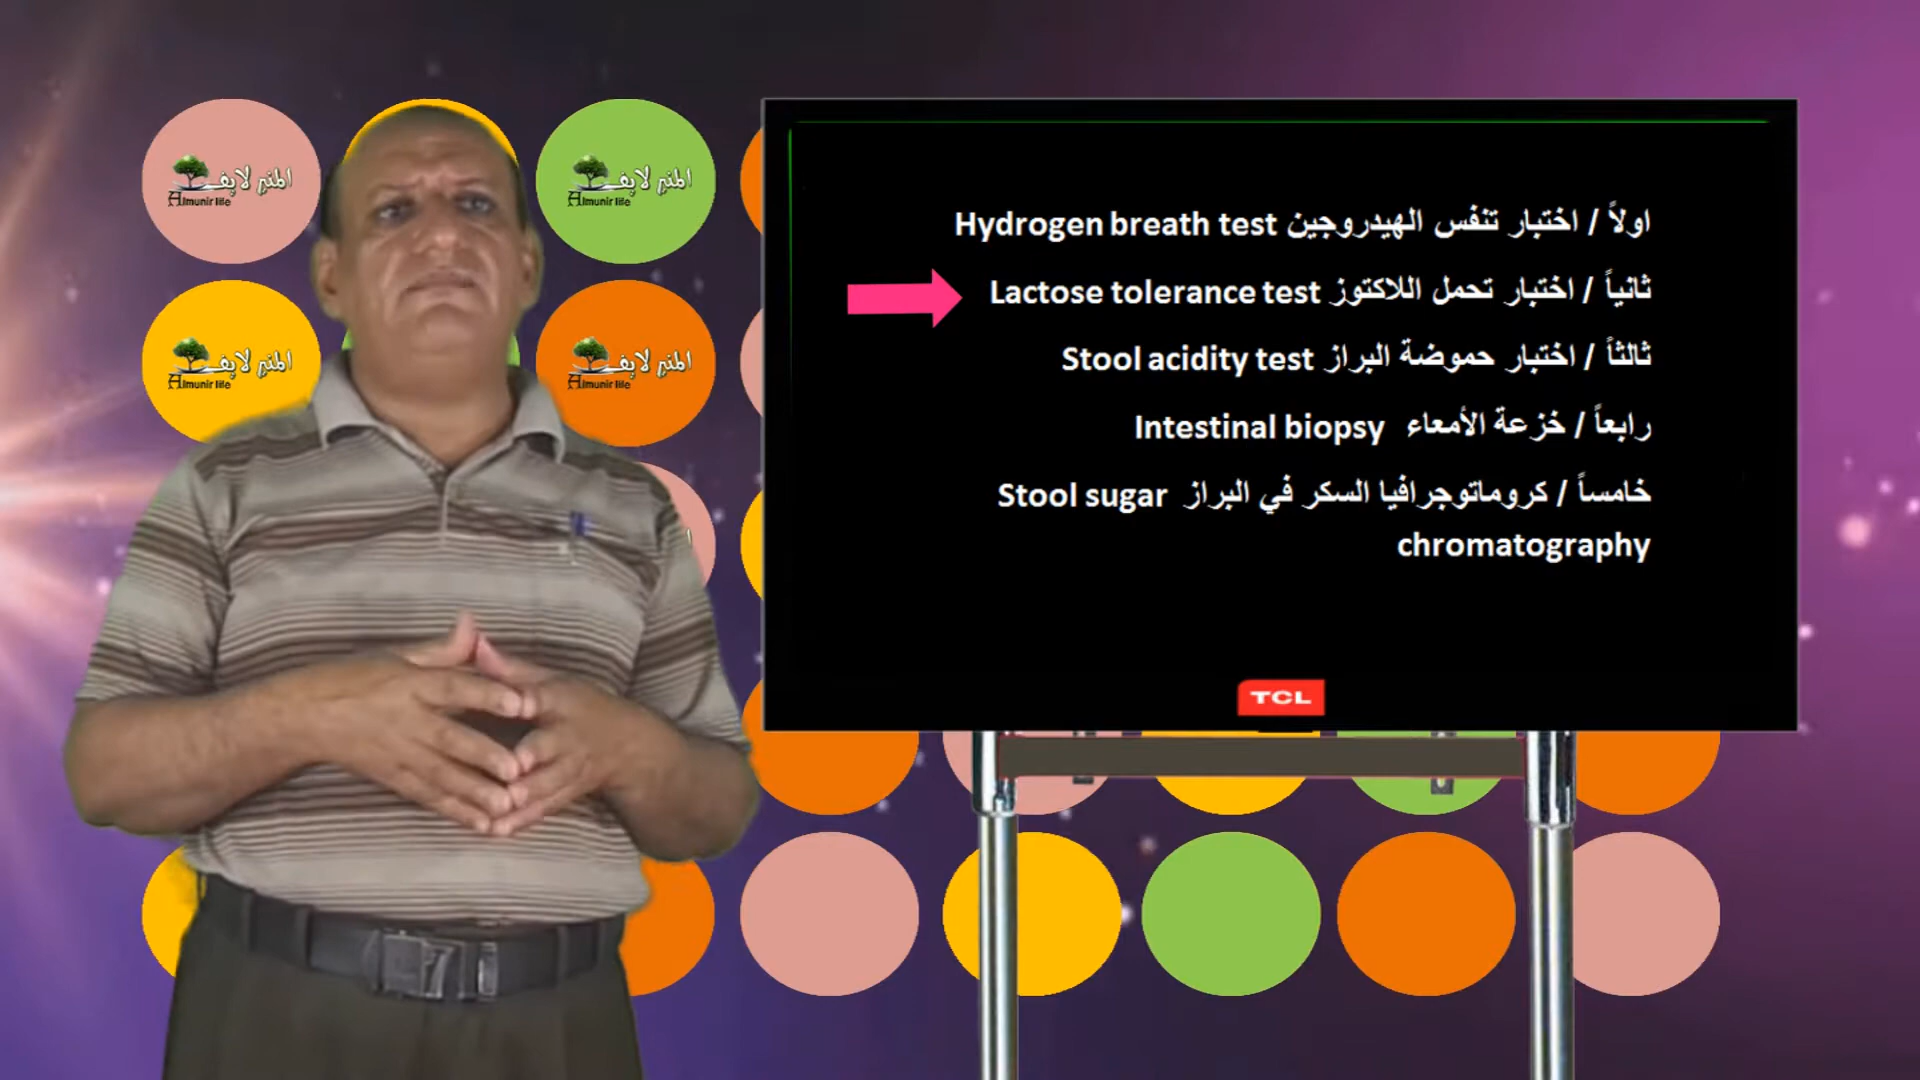 المنير لايف
Almunir life
المنير لايف
Almunir life
المنير لايف
Almunir life
المنير لايف
Almunir life
اولاً / اختبار تنفس الهيدروجين Hydrogen breath test
ثانياً / اختبار تحمل اللاكتوز Lactose tolerance test
ثالثاً / اختبار حموضة البراز Stool acidity test
رابعاً / خزعة الأمعاء Intestinal biopsy
خامساً / كروماتوجرافيا السكر في البراز Stool sugar
chromatography
TCL